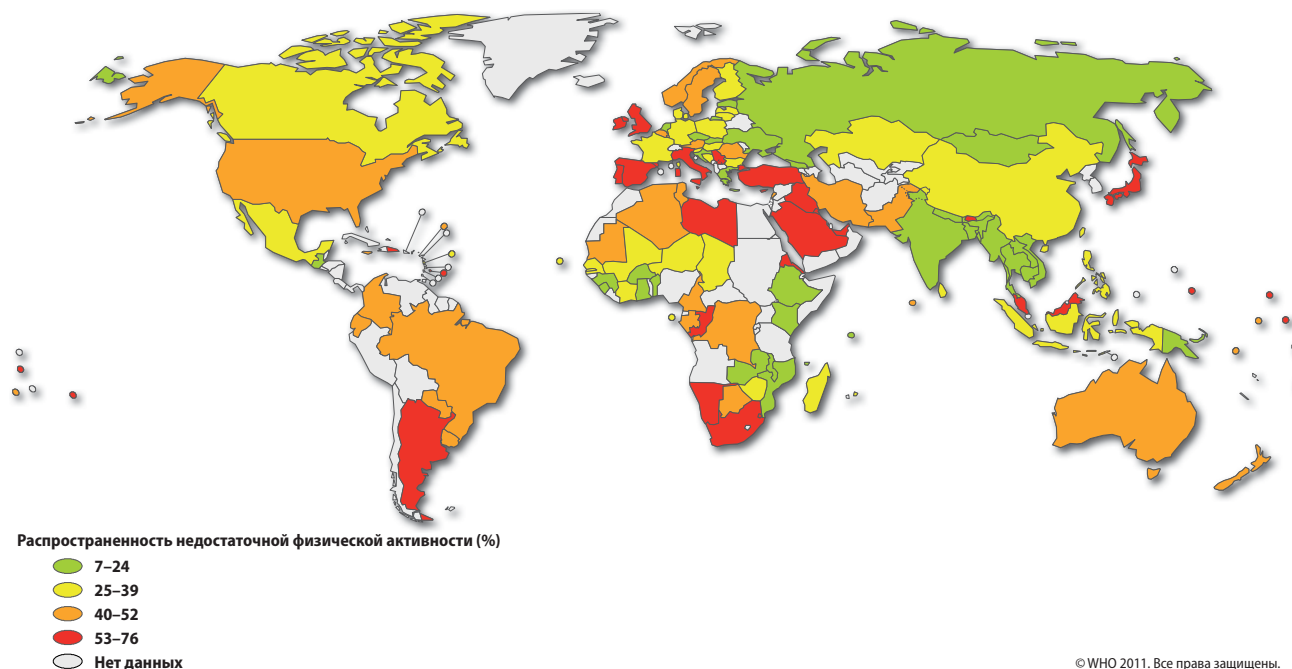 Распространенность недостаточной физической активности (%)
7–24
25–39
40–52
53–76
Нет данных
© WHO 2011. Все права защищены.